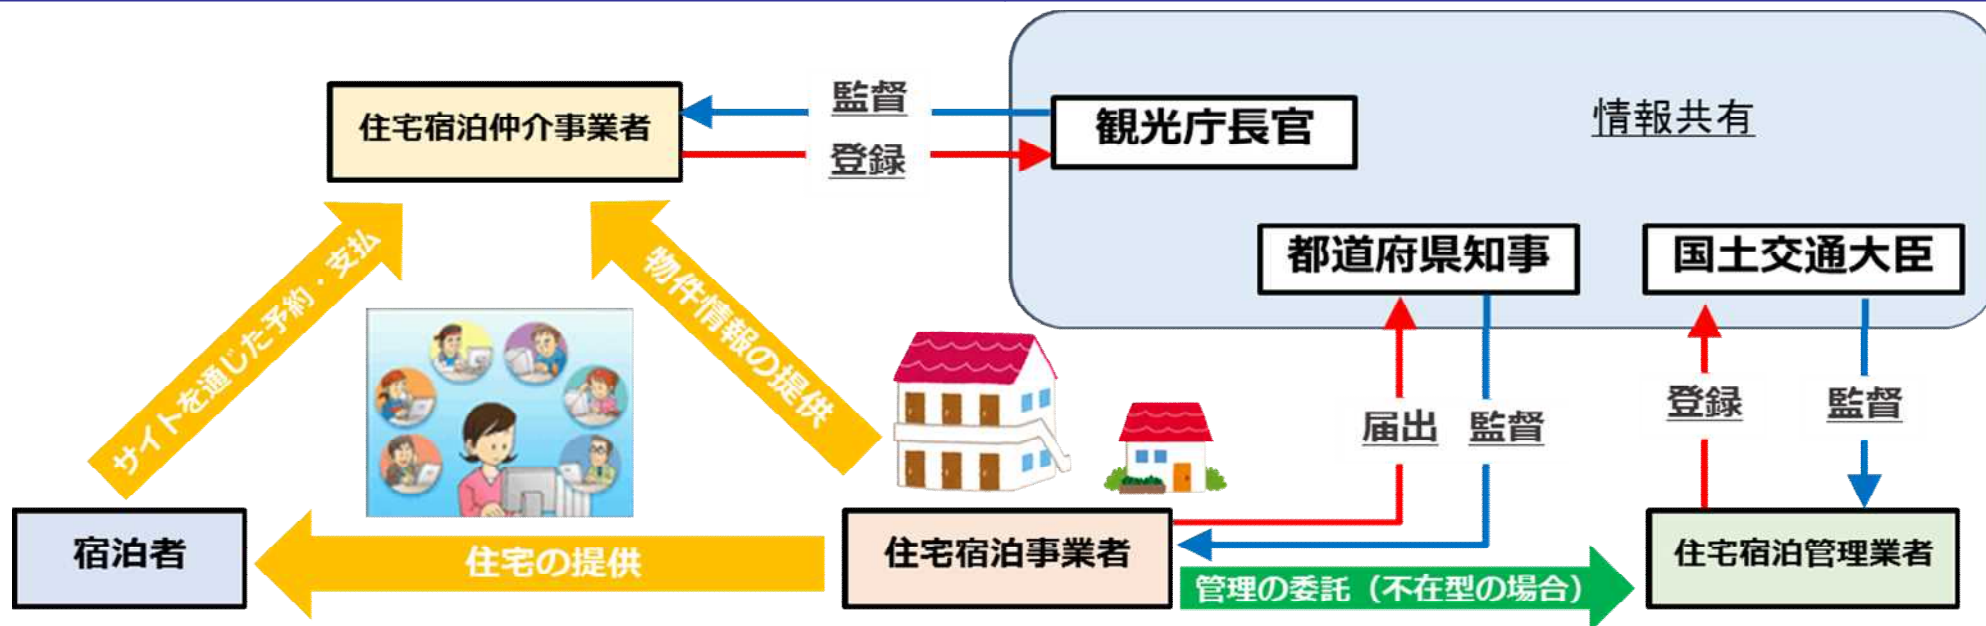 監督
住宅宿泊仲介事業者
観光庁長官
情報共有
登録
都道府県知事
国土交通大臣
サイトを通じた予約・支払
物件情報の提供
届出
監督
登録
監督
宿泊者
住宅の提供
住宅宿泊事業者
管理の委託（不在型の場合）
住宅宿泊管理業者